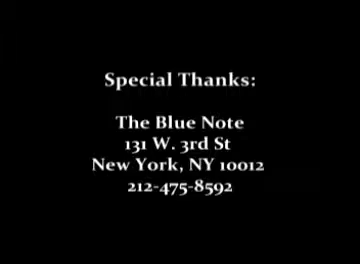 Special Thanks:
The Blue Note
131 W. 3rd St
New York, NY 10012
212-475-8592